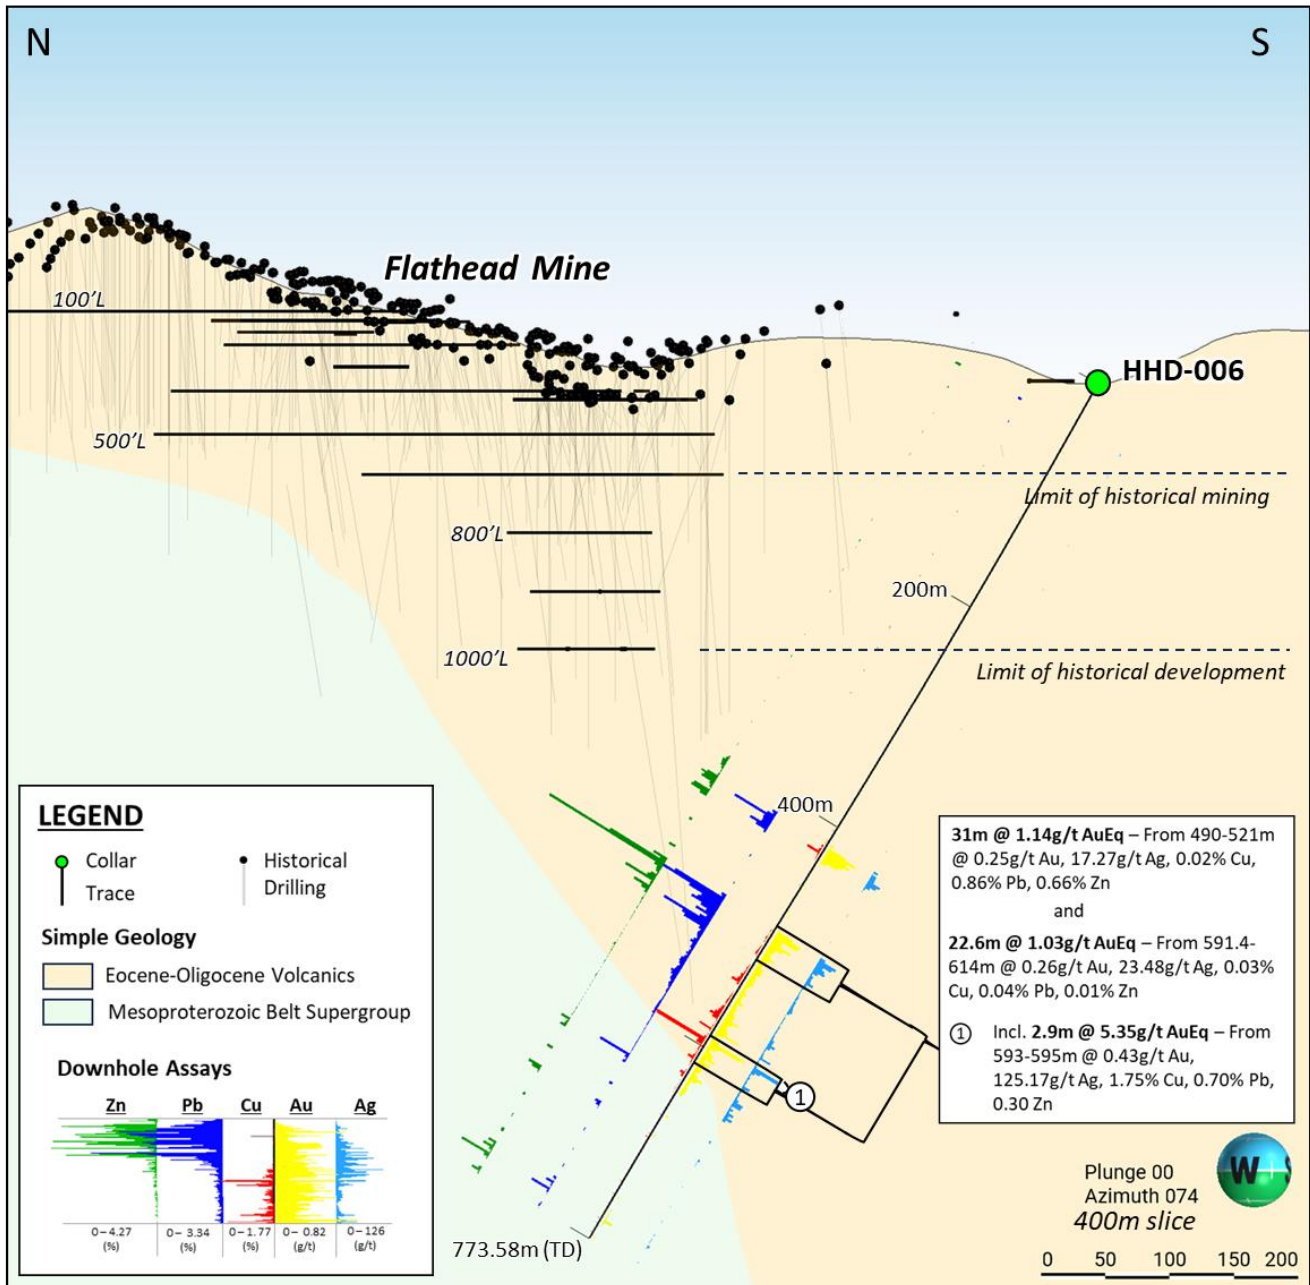 N
S
Flathead Mine
100'L
HHD-006
500'L
Limit of historical mining
800'L
200m
1000'L
Limit of historical development
400m
LEGEND
Collar
Trace
Historical
Drilling
Simple Geology
Eocene-Oligocene Volcanics
Mesoproterozoic Belt Supergroup
Downhole Assays
Zn Pb Cu Au Ag
0–4.27 0– 3.34 0–1.77 0– 0.82 0–126
(%) (%) (%) (g/t) (g/t)
31m @ 1.14g/t AuEq – From 490-521m
@ 0.25g/t Au, 17.27g/t Ag, 0.02% Cu,
0.86% Pb, 0.66% Zn
and
22.6m @ 1.03g/t AuEq – From 591.4-
614m @ 0.26g/t Au, 23.48g/t Ag, 0.03%
Cu, 0.04% Pb, 0.01% Zn
1 Incl. 2.9m @ 5.35g/t AuEq – From
593-595m @ 0.43g/t Au,
125.17g/t Ag, 1.75% Cu, 0.70% Pb,
0.30 Zn
1
773.58m (TD)
Plunge 00
Azimuth 074
400m slice
W S
0 50 100 150 200